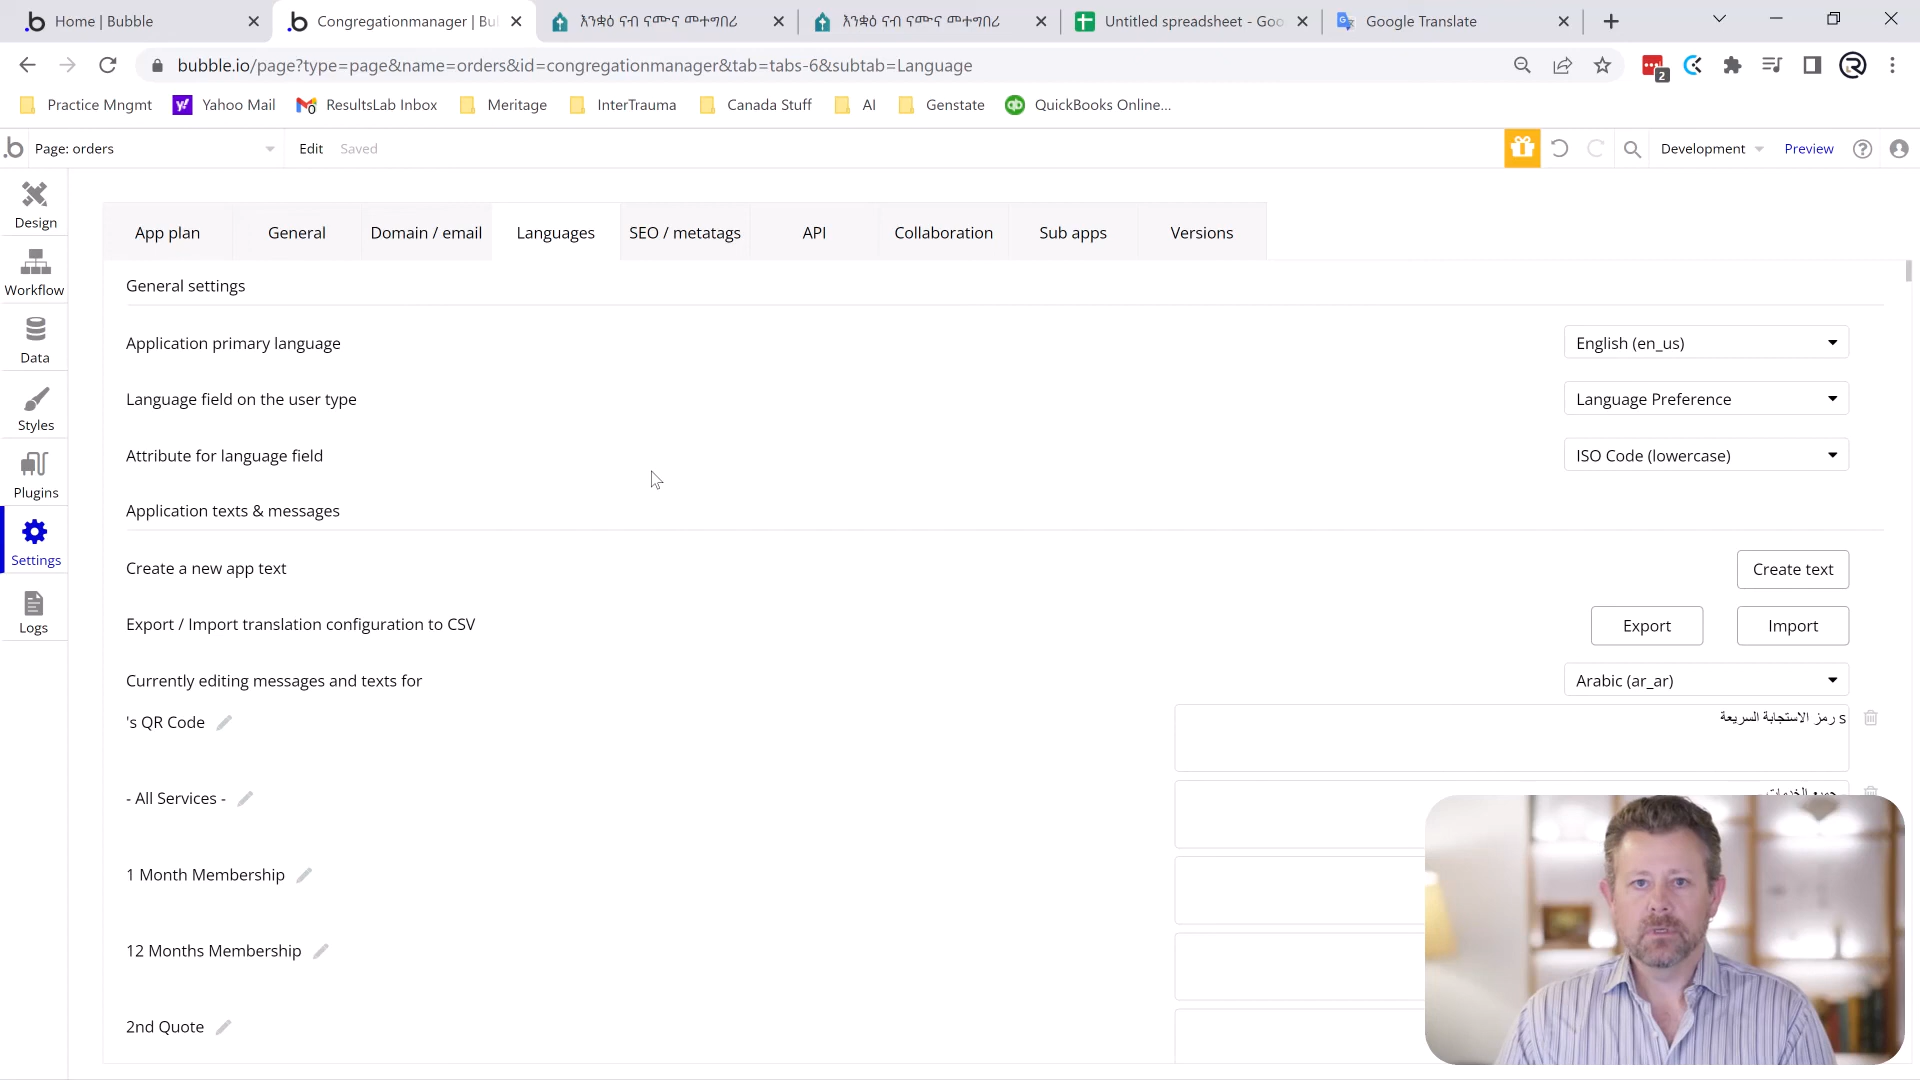 Home | Bubble
Congregationmanager | Bu
እንቋዕ ናብ ናሙና መተግበሪ
እንቋዕ ናብ ናሙና መተግበሪ
Untitled spreadsheet - Goo
Google Translate
bubble.io/page?type=page&name=orders&id=congregationmanager&tab=tabs-6&subtab=Language
2
Practice Mngmt
Yahoo Mail
ResultsLab Inbox
Meritage
InterTrauma
Canada Stuff
AI
Genstate
QuickBooks Online...
Page: orders
Edit
Saved
Development
Preview
Design
Workflow
Data
Styles
Plugins
Settings
Logs
App plan
General
Domain / email
Languages
SEO / metatags
API
Collaboration
Sub apps
Versions
General settings
Application primary language
English (en_us)
Language field on the user type
Language Preference
Attribute for language field
ISO Code (lowercase)
Application texts & messages
Create a new app text
Create text
Export / Import translation configuration to CSV
Export
Import
Currently editing messages and texts for
Arabic (ar_ar)
's QR Code
s رمز الاستجابة السريعة
- All Services -
جميع الخدمات
1 Month Membership
12 Months Membership
2nd Quote